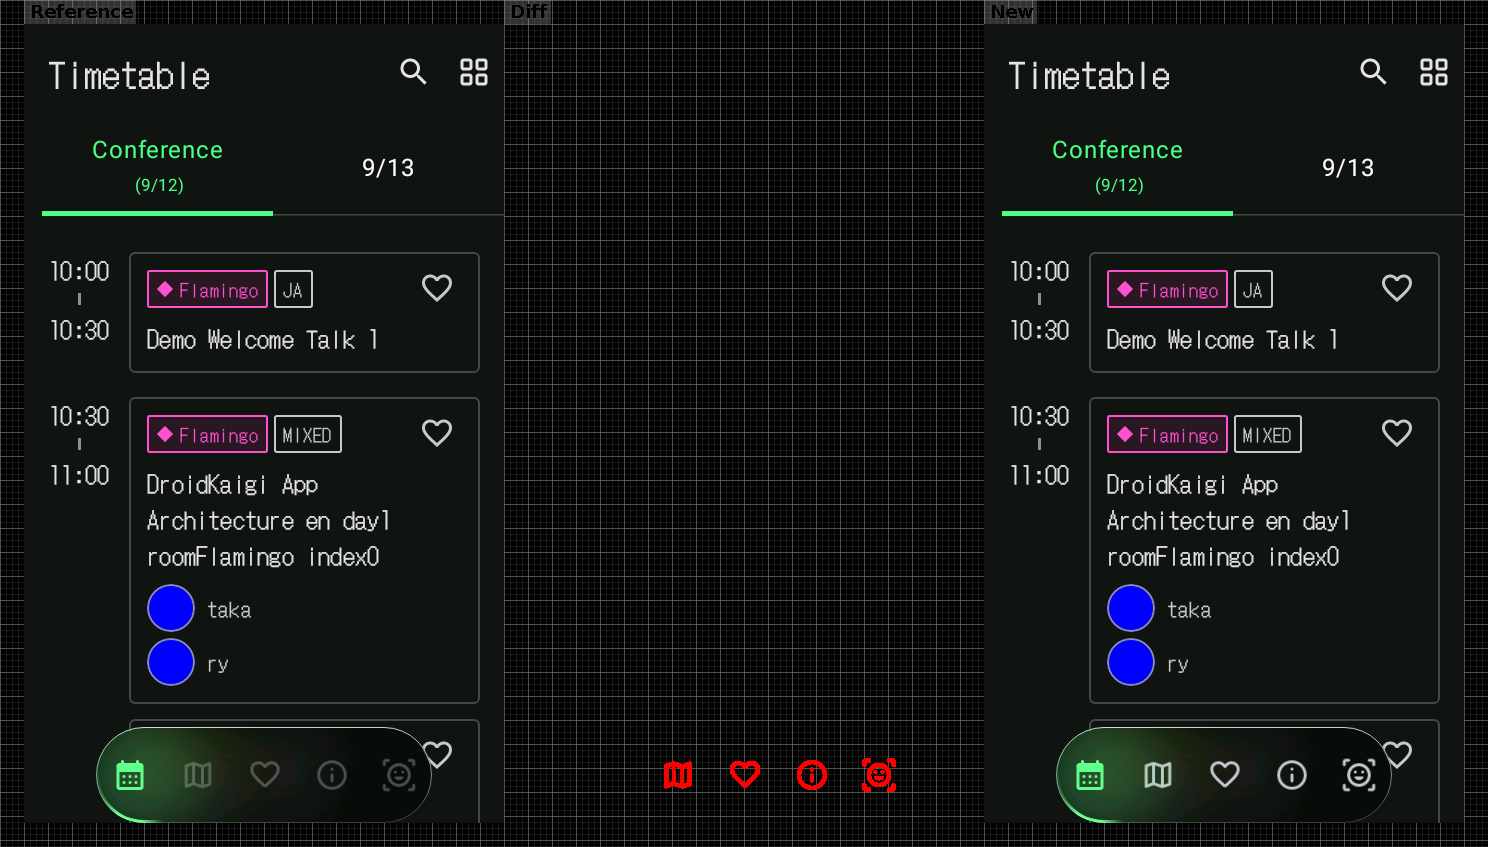 Reference
Timetable
Conference
(9/12)
9/13
10:00
10:30
Flamingo
JA
Demo Welcome Talk 1
10:30
11:00
Flamingo
MIXED
DroidKaigi App
Architecture en day1
roomFlamingo index0
taka
ry
Diff
New
Timetable
Conference
(9/12)
9/13
10:00
10:30
Flamingo
JA
Demo Welcome Talk 1
10:30
11:00
Flamingo
MIXED
DroidKaigi App
Architecture en day1
roomFlamingo index0
taka
ry